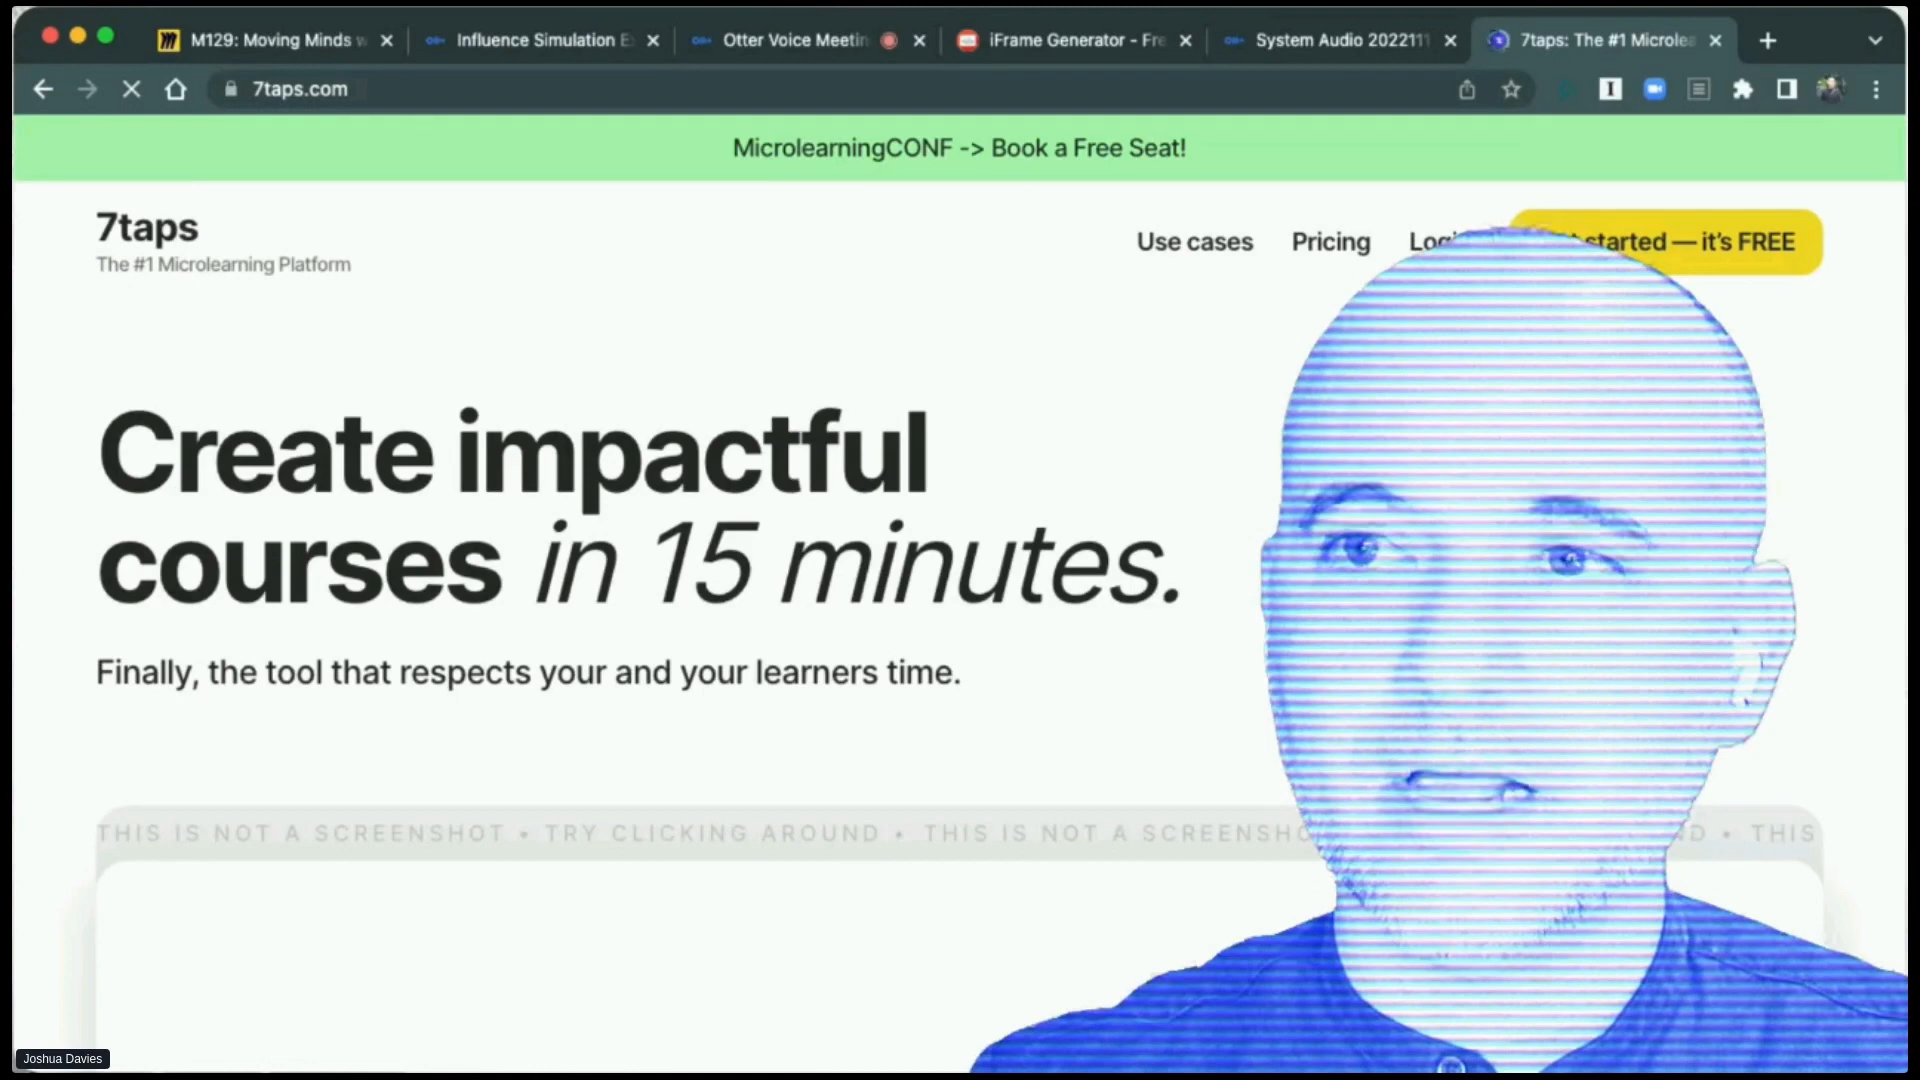 M129: Moving Minds
Influence Simulation
Otter Voice Meetin
iFrame Generator - Fre
System Audio 2022111
7taps: The #1 Microlea
7taps.com
MicrolearningCONF -> Book a Free Seat!
7taps
The #1 Microlearning Platform
Use cases
Pricing
started — it's FREE
Create impactful
courses in 15 minutes.
Finally, the tool that respects your and your learners time.
THIS IS NOT A SCREENSHOT • TRY CLICKING AROUND • THIS IS NOT A SCREENSHO ND • THIS
Joshua Davies